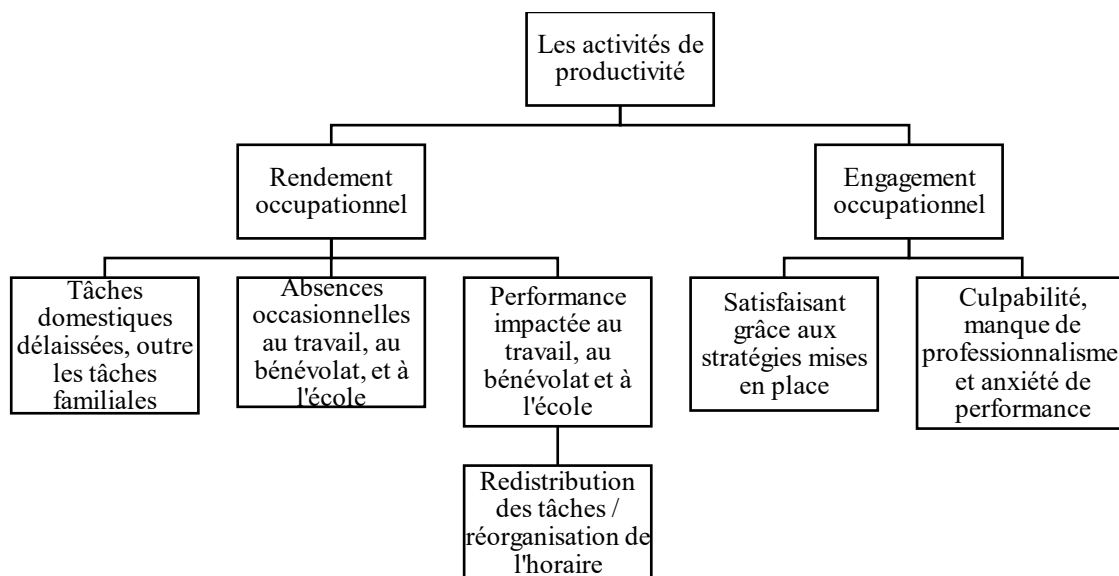 Les activités de
productivité
Rendement
occupationnel
Engagement
occupationnel
Tâches
domestiques
délaissées, outre
les tâches
familiales
Absences
occasionnelles
au travail, au
bénévolat, et à
l'école
Performance
impactée au
travail, au
bénévolat et à
l'école
Satisfaisant
grâce aux
stratégies mises
en place
Culpabilité,
manque de
professionnalisme
et anxiété de
performance
Redistribution
des tâches /
réorganisation de
l'horaire